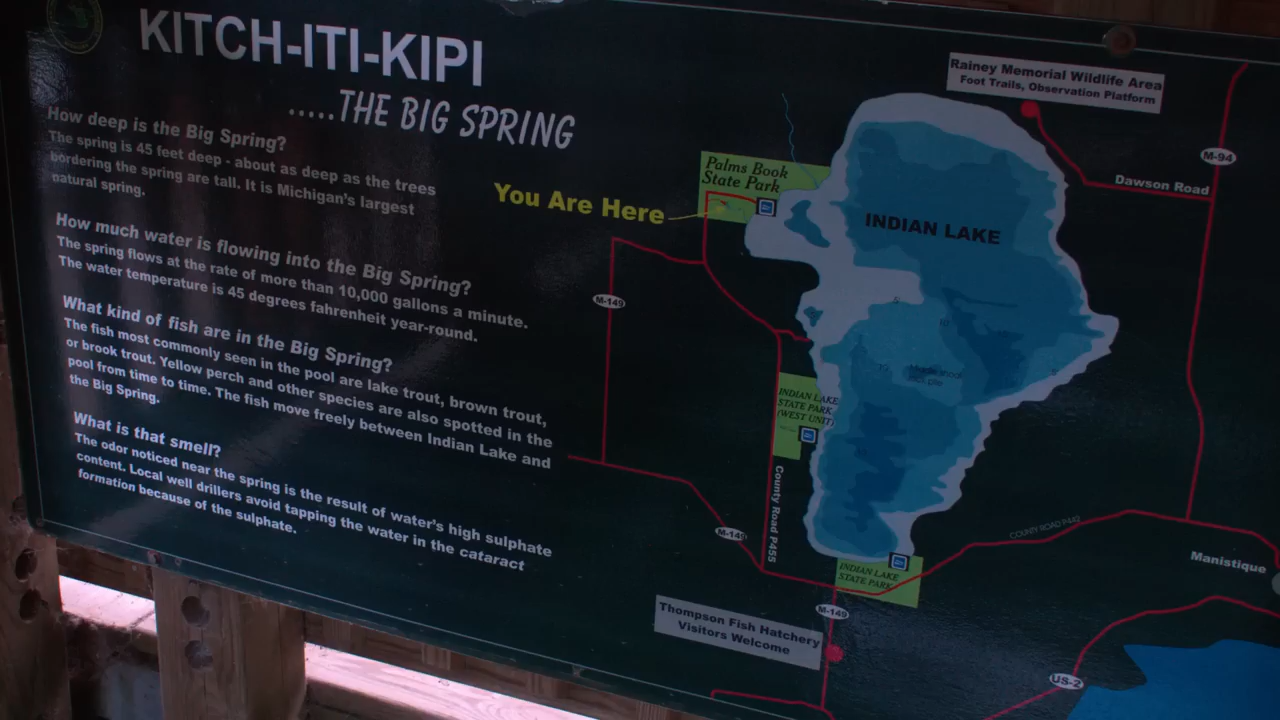 KITCH-ITI-KIPI
.....THE BIG SPRING
How deep is the Big Spring?
The spring is 45 feet deep - about as deep as the trees
bordering the spring are tall. It is Michigan's largest
natural spring.
How much water is flowing into the Big Spring?
The spring flows at the rate of more than 10,000 gallons a minute.
The water temperature is 45 degrees fahrenheit year-round.
What kind of fish are in the Big Spring?
The fish most commonly seen in the pool are lake trout, brown trout,
or brook trout. Yellow perch and other species are also spotted in the
pool from time to time. The fish move freely between Indian Lake and
the Big Spring.
What is that smell?
The odor noticed near the spring is the result of water's high sulphate
content. Local well drillers avoid tapping the water in the cataract
formation because of the sulphate.
Rainey Memorial Wildlife Area
Foot Trails, Observation Platform
M-94
Dawson Road
Palms Book
State Park
You Are Here
INDIAN LAKE
M-149
5
10
15
5
INDIAN LAKE
STATE PARK
(WEST UNIT)
County Road P455
M-149
COUNTY ROAD P442
Manistique
INDIAN LAKE
STATE PARK
M-149
Thompson Fish Hatchery
Visitors Welcome
US-2